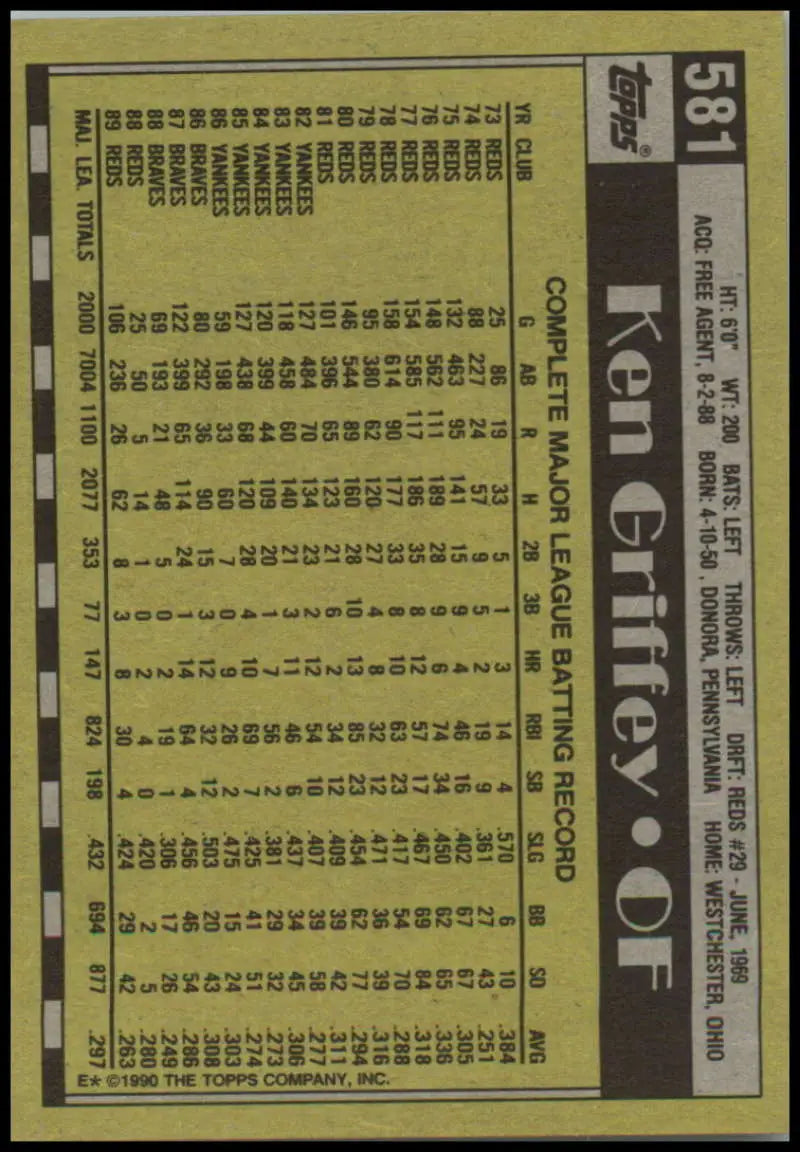 581
HT: 6'0" WT: 200 BATS: LEFT THROWS: LEFT DRFT: REDS #29 - JUNE, 1969
ACQ: FREE AGENT, 8-2-88 BORN: 4-10-50, DONORA, PENNSYLVANIA HOME: WESTCHESTER, OHIO
TOPPS®
Ken Griffey • OF
COMPLETE MAJOR LEAGUE BATTING RECORD
YR CLUB G AB R H 2B 3B HR RBI SB SLG BB SO AVG
73 REDS 25 86 19 33 5 1 3 14 4 .570 6 10 .384
74 REDS 88 227 24 57 9 5 2 19 9 .361 27 43 .251
75 REDS 132 463 95 141 15 9 4 46 16 .402 67 67 .305
76 REDS 148 562 111 189 28 9 6 74 34 .450 62 65 .336
77 REDS 154 585 117 186 35 8 12 57 17 .467 69 84 .318
78 REDS 158 614 90 177 33 8 10 63 23 .417 54 70 .288
79 REDS 95 380 62 120 27 4 8 32 12 .471 36 39 .316
80 REDS 146 544 89 160 28 10 13 85 23 .454 62 77 .294
81 REDS 101 396 65 123 21 6 2 34 12 .409 39 42 .311
82 YANKEES 127 484 70 134 23 2 12 54 10 .407 39 58 .277
83 YANKEES 118 458 60 140 21 3 11 46 6 .437 34 45 .306
84 YANKEES 120 399 44 109 20 1 7 56 2 .381 29 32 .273
85 YANKEES 127 438 68 120 28 4 10 69 7 .425 41 51 .274
86 YANKEES 59 198 33 60 7 0 9 26 2 .475 15 24 .303
86 BRAVES 80 292 36 90 15 3 12 32 12 .503 20 43 .308
87 BRAVES 122 399 65 114 24 1 14 64 4 .456 46 54 .286
88 BRAVES 69 193 21 48 5 0 2 19 1 .306 17 26 .249
88 REDS 25 50 5 14 1 0 2 4 0 .420 2 5 .280
89 REDS 106 236 26 62 8 3 8 30 4 .424 29 42 .263
MAJ. LEA. TOTALS 2000 7004 1100 2077 353 77 147 824 198 .432 694 877 .297
E* ©1990 THE TOPPS COMPANY, INC.